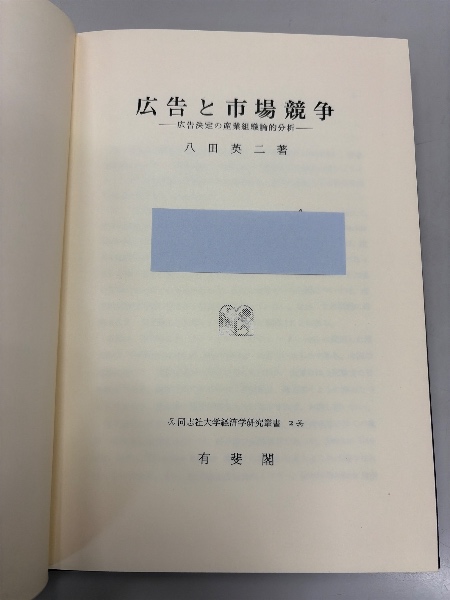 広告と市場競争
──広告決定の産業組織論的分析──
八田英二著
同志社大学経済学研究叢書 2
有斐閣